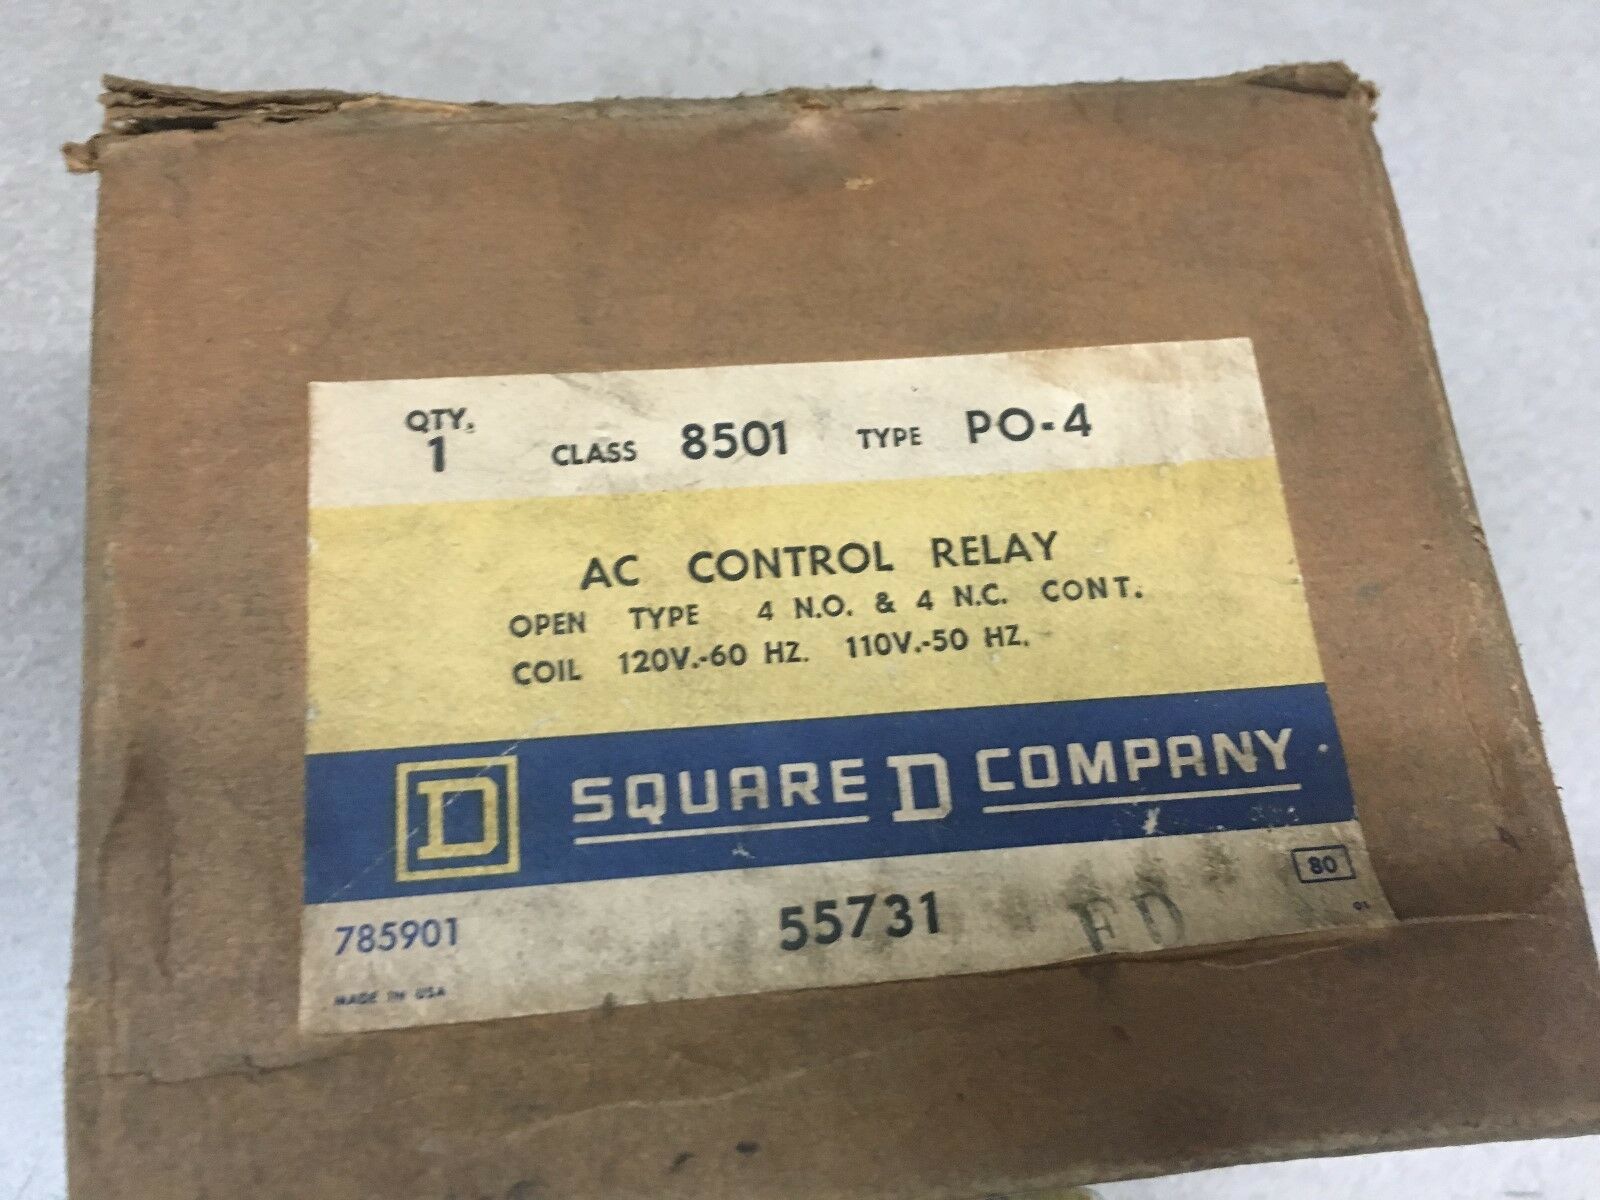 QTY.
1 CLASS 8501 TYPE PO-4
AC CONTROL RELAY
OPEN TYPE 4 N.O. & 4 N.C. CONT.
COIL 120V.-60 HZ. 110V.-50 HZ.
D SQUARE D COMPANY
785901 55731 ED 80
MADE IN USA